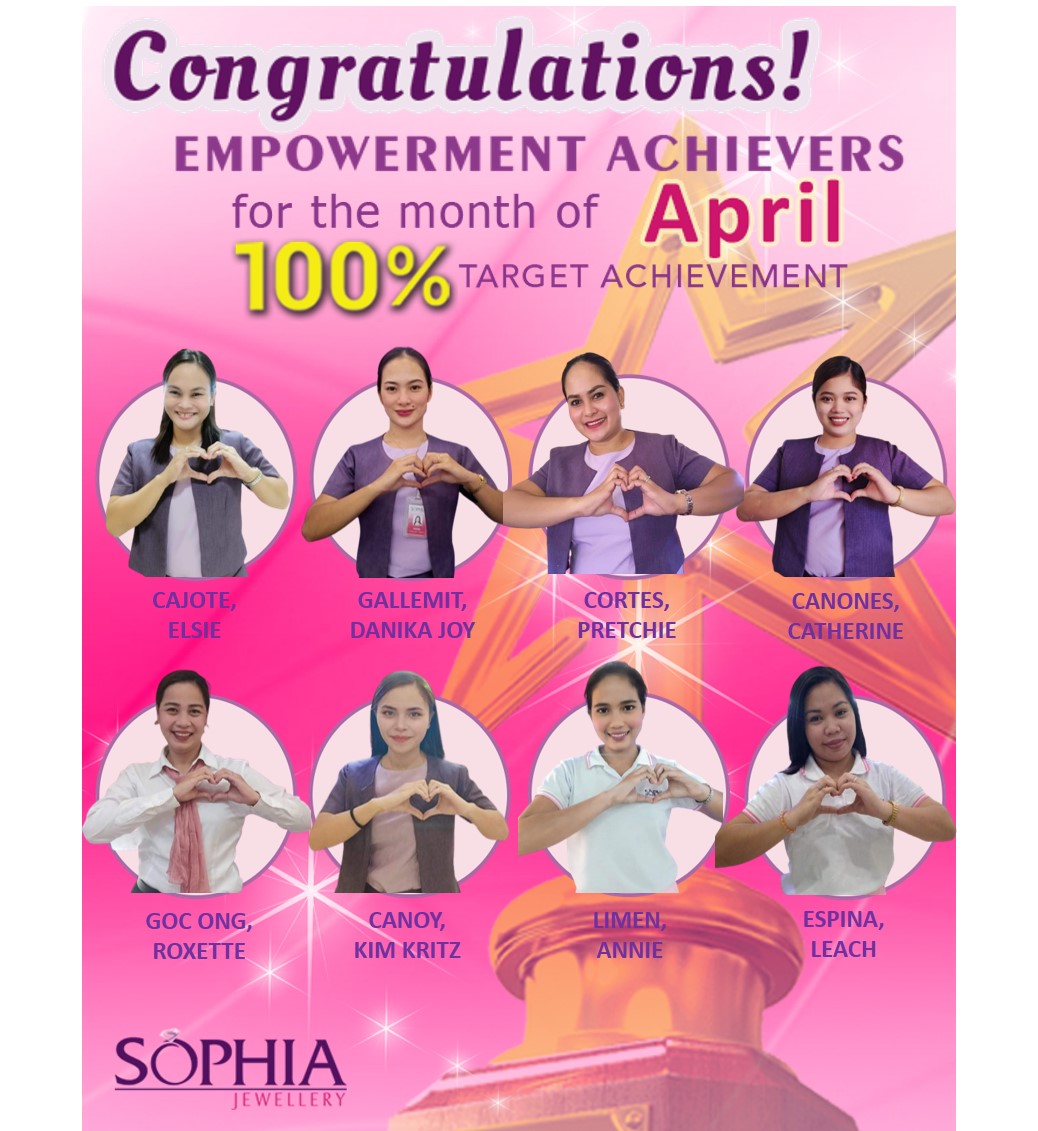 Congratulations!
EMPOWERMENT ACHIEVERS
for the month of April
100% TARGET ACHIEVEMENT
CAJOTE,
ELSIE
GALLEMIT,
DANIKA JOY
CORTES,
PRETCHIE
CANONES,
CATHERINE
GOC ONG,
ROXETTE
CANOY,
KIM KRITZ
LIMEN,
ANNIE
ESPINA,
LEACH
SOPHIA
JEWELLERY